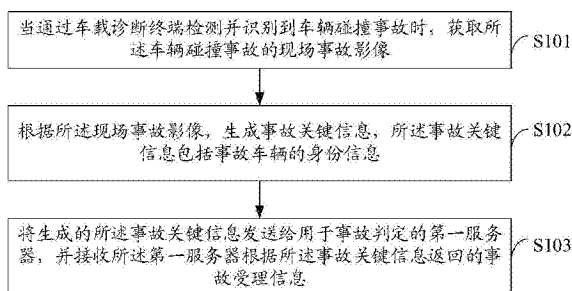 当通过车载诊断终端检测并识别到车辆碰撞事故时，获取所
述车辆碰撞事故的现场事故影像
S101
根据所述现场事故影像，生成事故关键信息，所述事故关键
信息包括事故车辆的身份信息
S102
将生成的所述事故关键信息发送给用于事故判定的第一服务
器，并接收所述第一服务器根据所述事故关键信息返回的事
故受理信息
S103